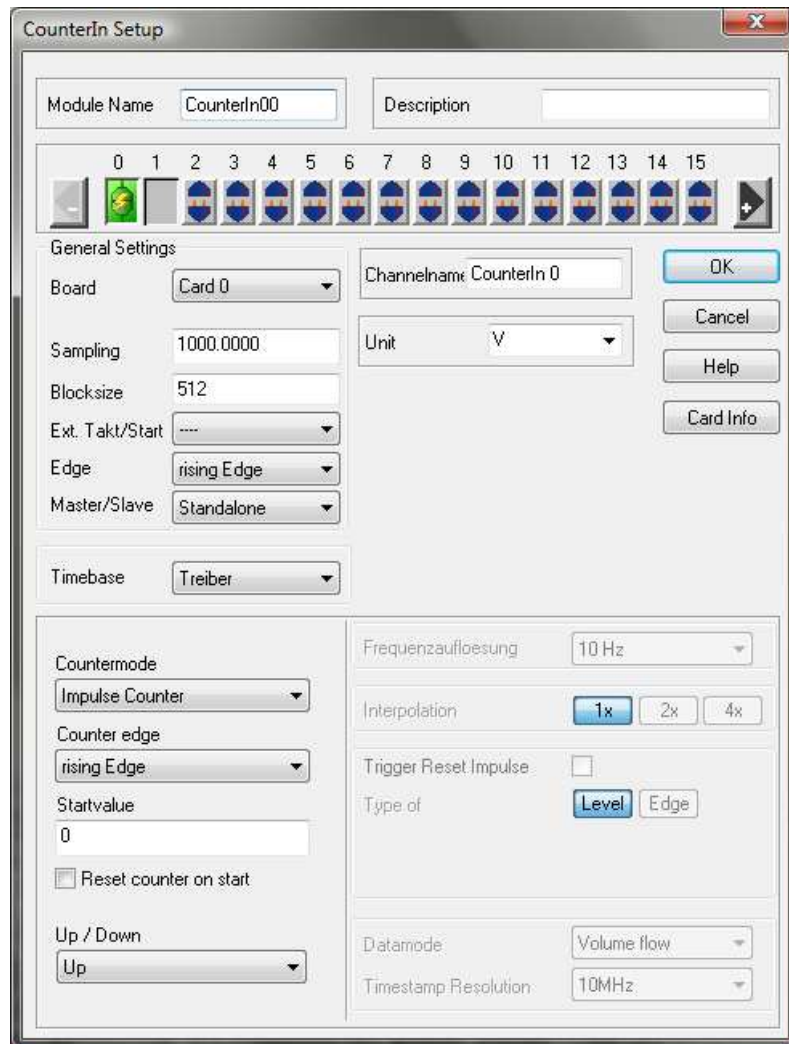 CounterIn Setup
Module Name CounterIn00 Description
0 1 2 3 4 5 6 7 8 9 10 11 12 13 14 15
- +
General Settings
Board Card 0
Channelname CounterIn 0
OK
Sampling 1000.0000
Unit V
Cancel
Blocksize 512
Help
Ext. Takt/Start ----
Card Info
Edge rising Edge
Master/Slave Standalone
Timebase Treiber
Countermode
Impulse Counter
Counter edge
rising Edge
Startvalue
0
Reset counter on start
Up / Down
Up
Frequenzaufloesung 10 Hz
Interpolation 1x 2x 4x
Trigger Reset Impulse
Type of Level Edge
Datamode Volume flow
Timestamp Resolution 10MHz